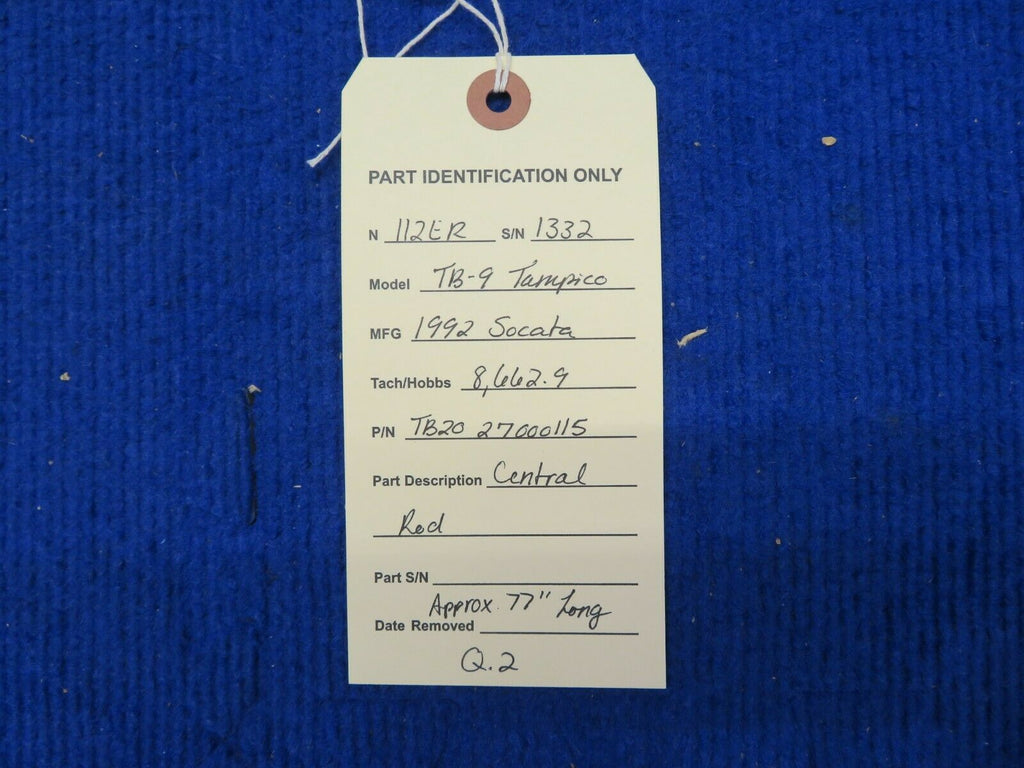 PART IDENTIFICATION ONLY
N 112ER S/N 1332
Model TB-9 Tampico
MFG 1992 Socata
Tach/Hobbs 8,662.9
P/N TB20 27000115
Part Description Central
Rod
Part S/N
Approx. 77" Long
Date Removed
Q.2